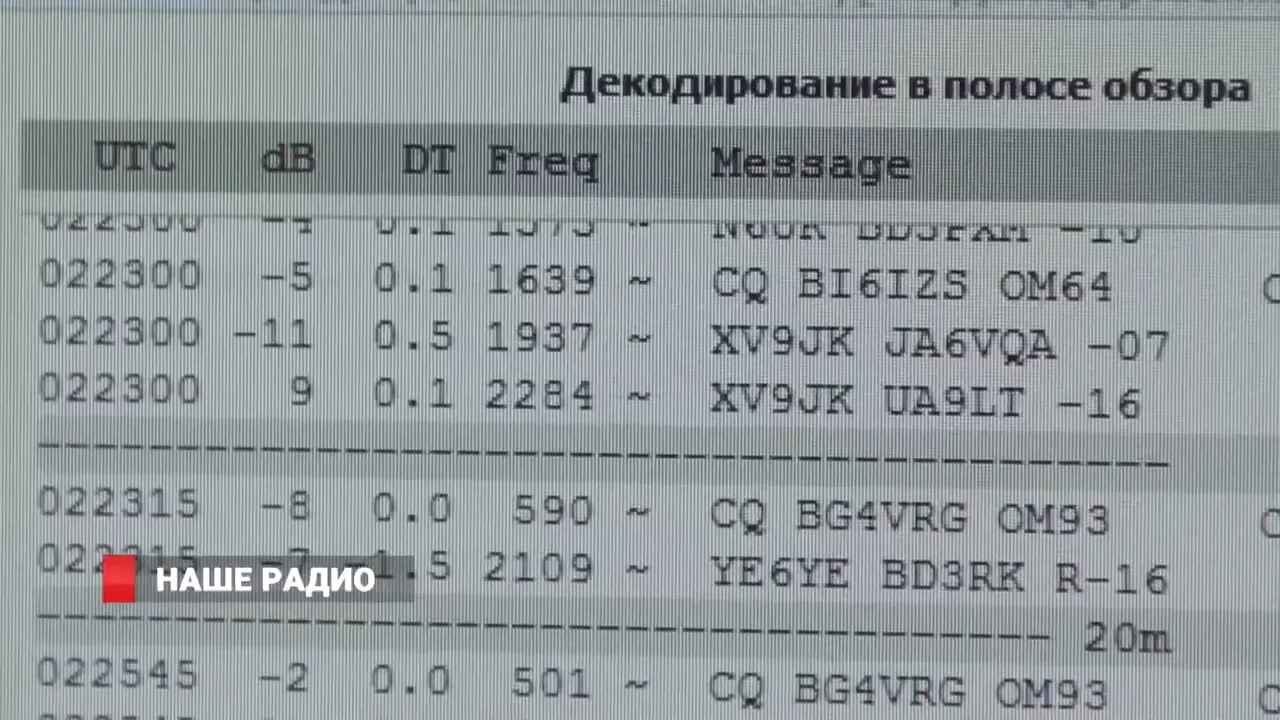 Декодирование в полосе обзора
UTC dB DT Freq Message
022300 -5 0.1 1639 ~ CQ BI6IZS OM64
022300 -11 0.5 1937 ~ XV9JK JA6VQA -07
022300 9 0.1 2284 ~ XV9JK UA9LT -16
022315 -8 0.0 590 ~ CQ BG4VRG OM93
2109 ~ YE6YE BD3RK R-16
НАШЕ РАДИО
20m
022545 -2 0.0 501 ~ CQ BG4VRG OM93